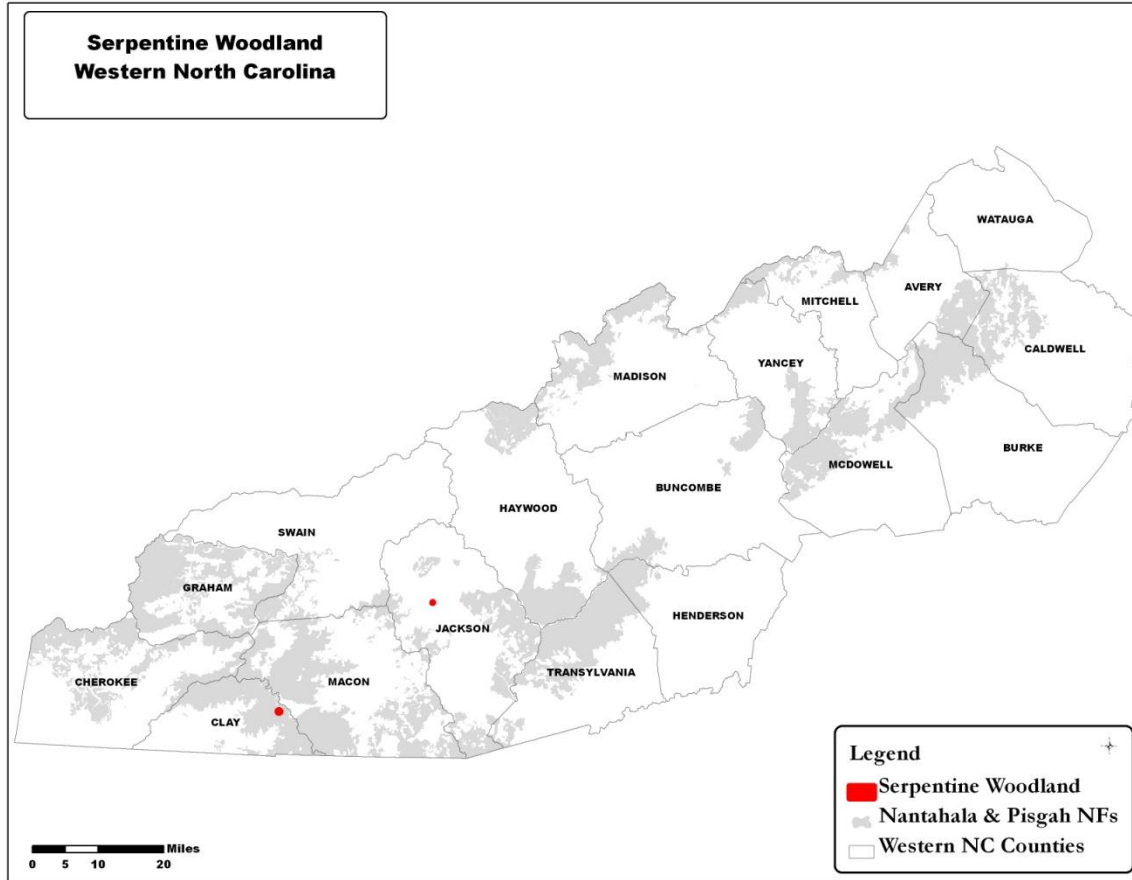 Serpentine Woodland
Western North Carolina
WATAUGA
AVERY
MITCHELL
CALDWELL
YANCEY
MADISON
BURKE
MCDOWELL
BUNCOMBE
HAYWOOD
SWAIN
GRAHAM
HENDERSON
JACKSON
TRANSYLVANIA
CHEROKEE
MACON
CLAY
Legend
Serpentine Woodland
Nantahala & Pisgah NFs
Western NC Counties
Miles
0 5 10 20